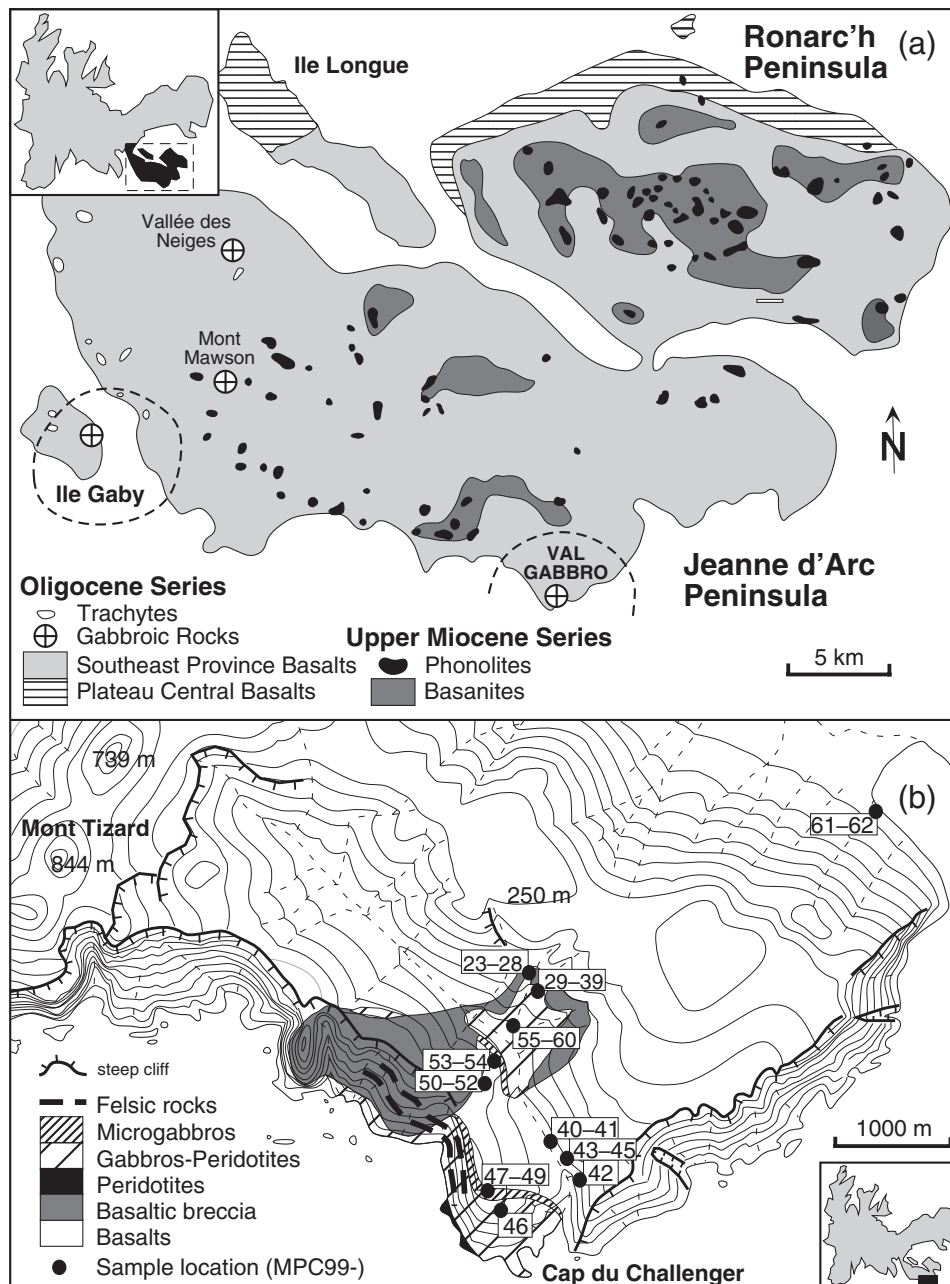 Ronarc'h
Peninsula
(a)
Ile Longue
Vallée des
Neiges
Mont
Mawson
N
Ile Gaby
VAL
GABBRO
Jeanne d'Arc
Peninsula
Oligocene Series
Trachytes
Gabbroic Rocks
Southeast Province Basalts
Plateau Central Basalts
Upper Miocene Series
Phonolites
Basanites
5 km
(b)
739 m
Mont Tizard
844 m
61–62
250 m
23–28
29–39
55–60
53–54
50–52
40–41
43–45
42
47–49
46
steep cliff
Felsic rocks
Microgabbros
Gabbros-Peridotites
Peridotites
Basaltic breccia
Basalts
Sample location (MPC99-)
1000 m
Cap du Challenger